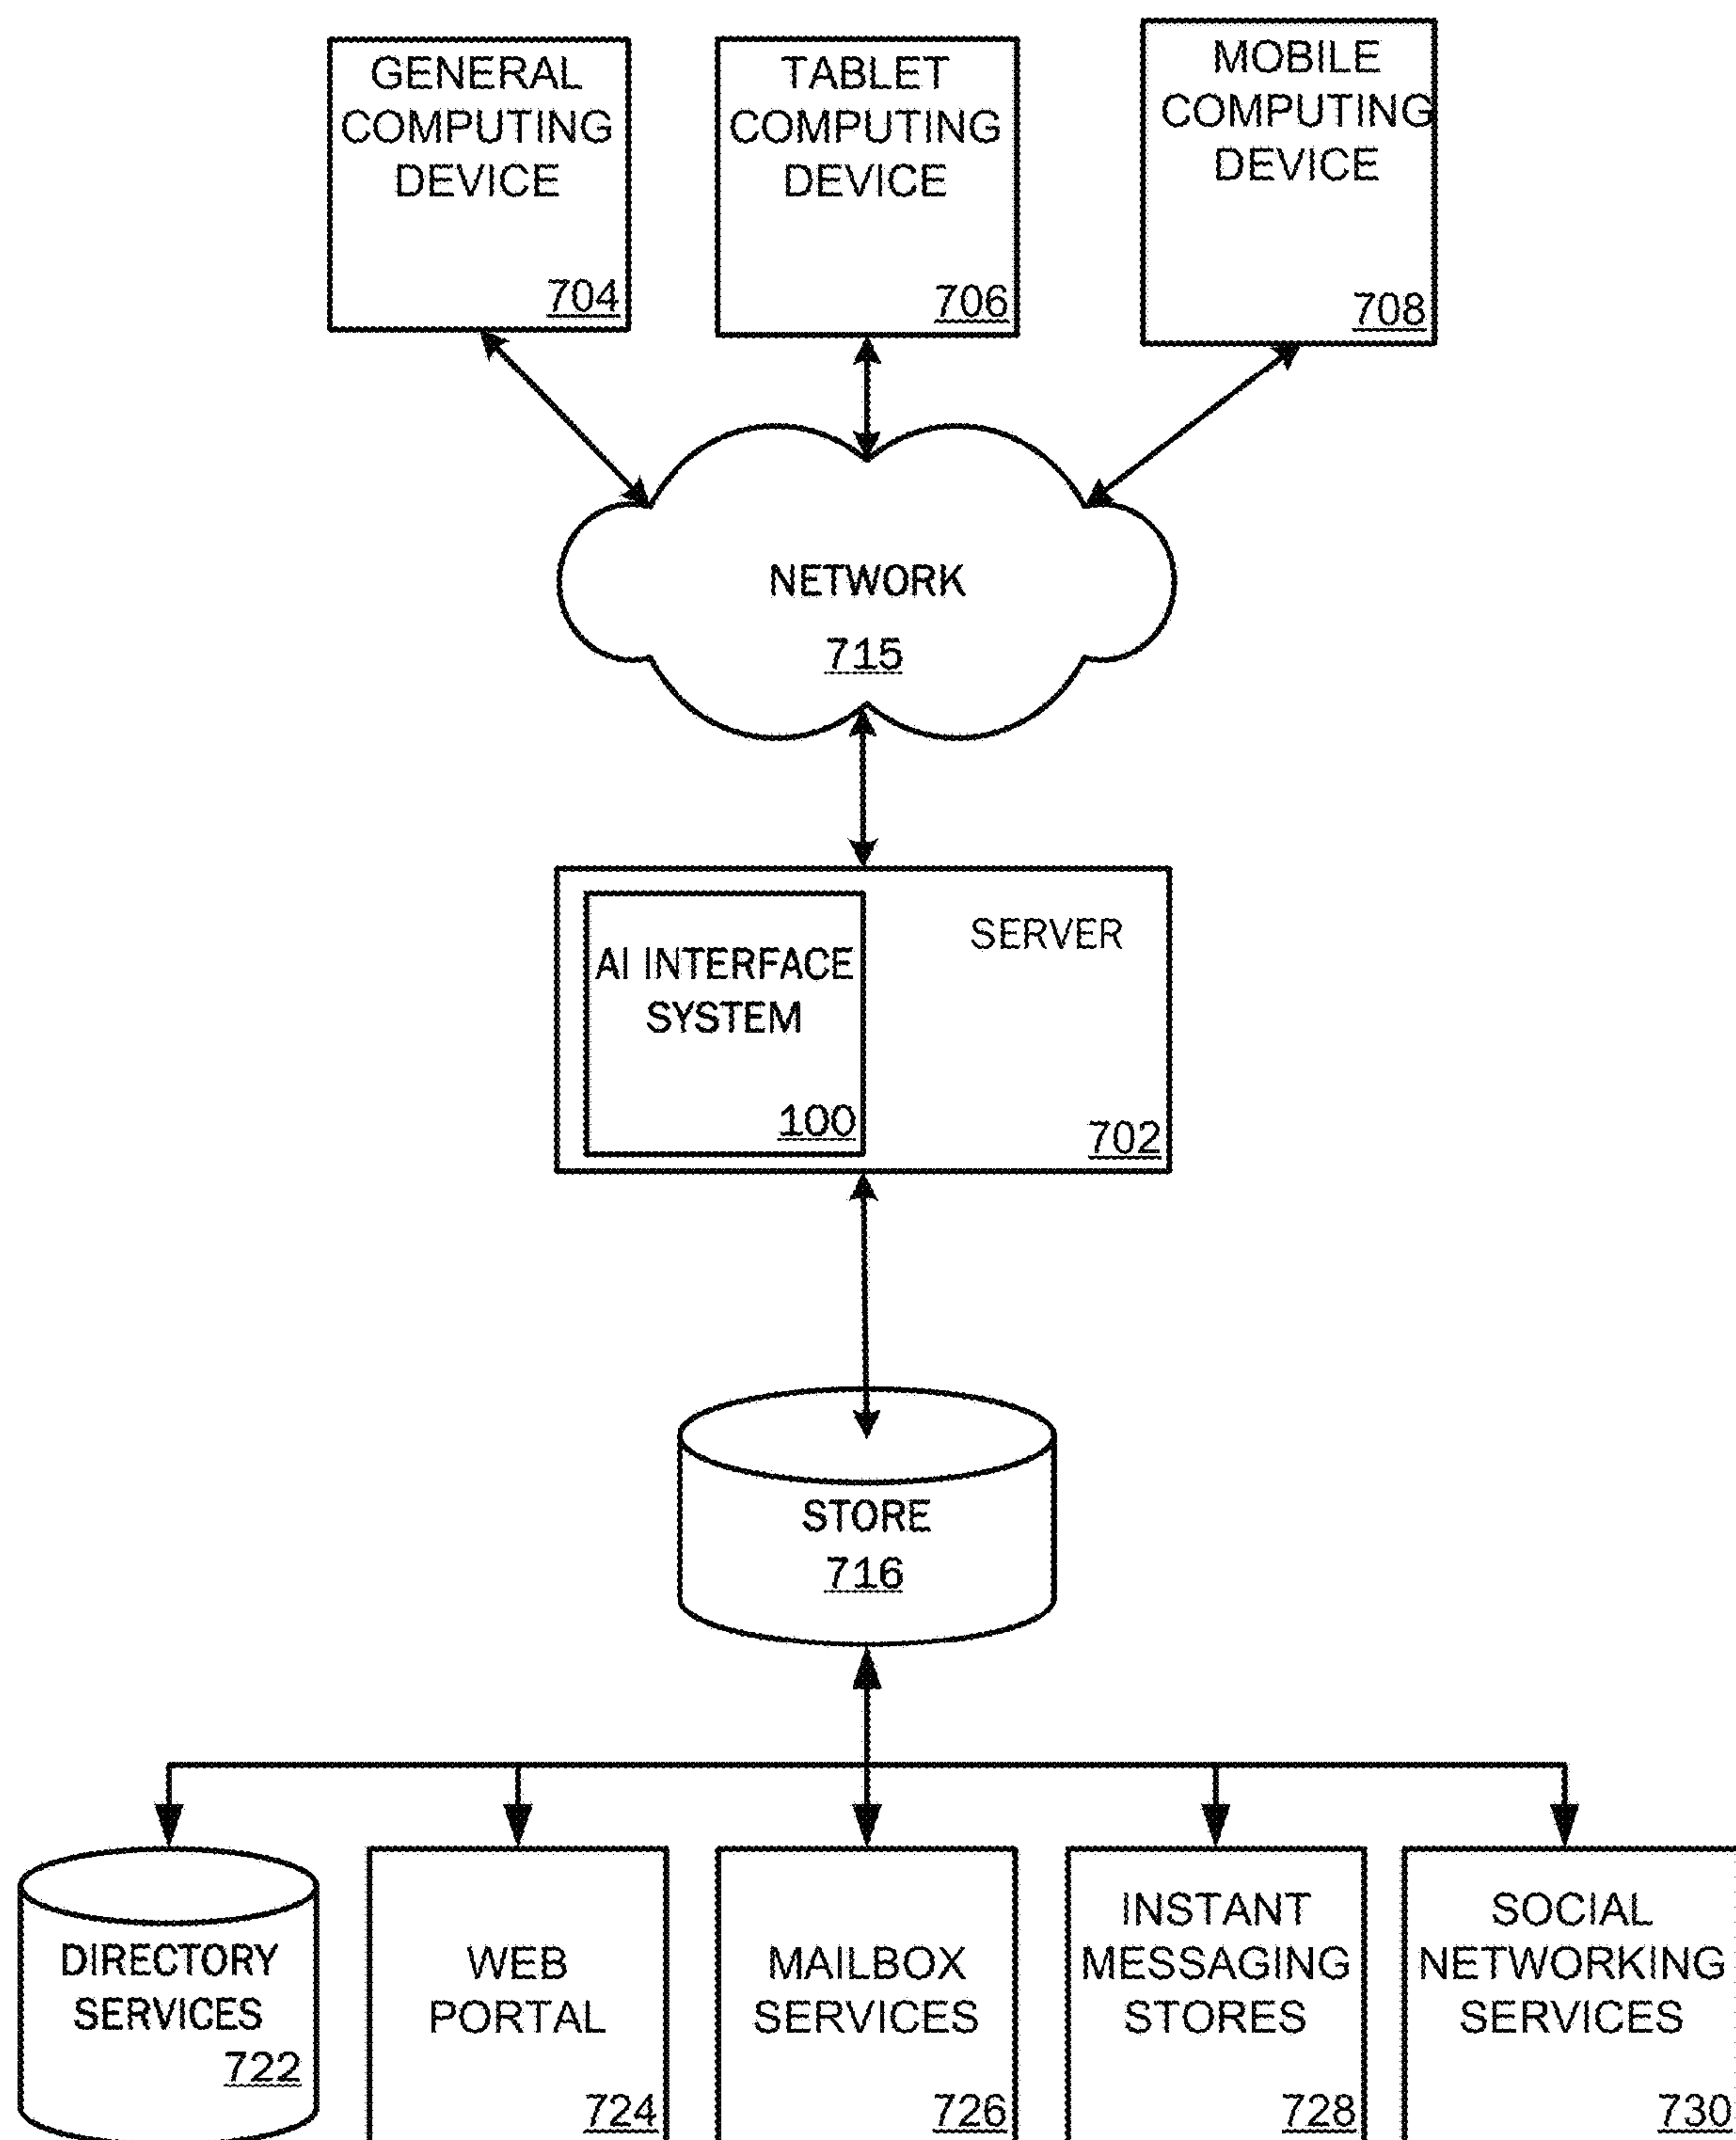 GENERAL
COMPUTING
DEVICE
704
TABLET
COMPUTING
DEVICE
706
MOBILE
COMPUTING
DEVICE
708
NETWORK
715
SERVER
702
AI INTERFACE
SYSTEM
100
STORE
716
DIRECTORY
SERVICES
722
WEB
PORTAL
724
MAILBOX
SERVICES
726
INSTANT
MESSAGING
STORES
728
SOCIAL
NETWORKING
SERVICES
730